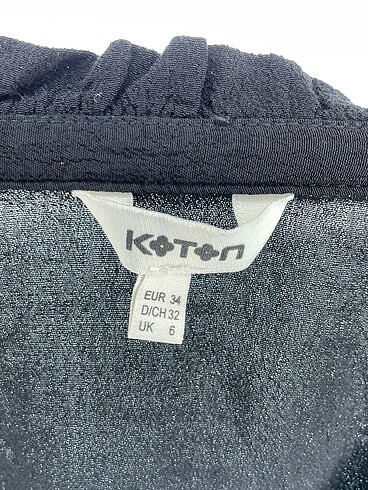 KOTON
EUR 34
D/CH 32
UK 6